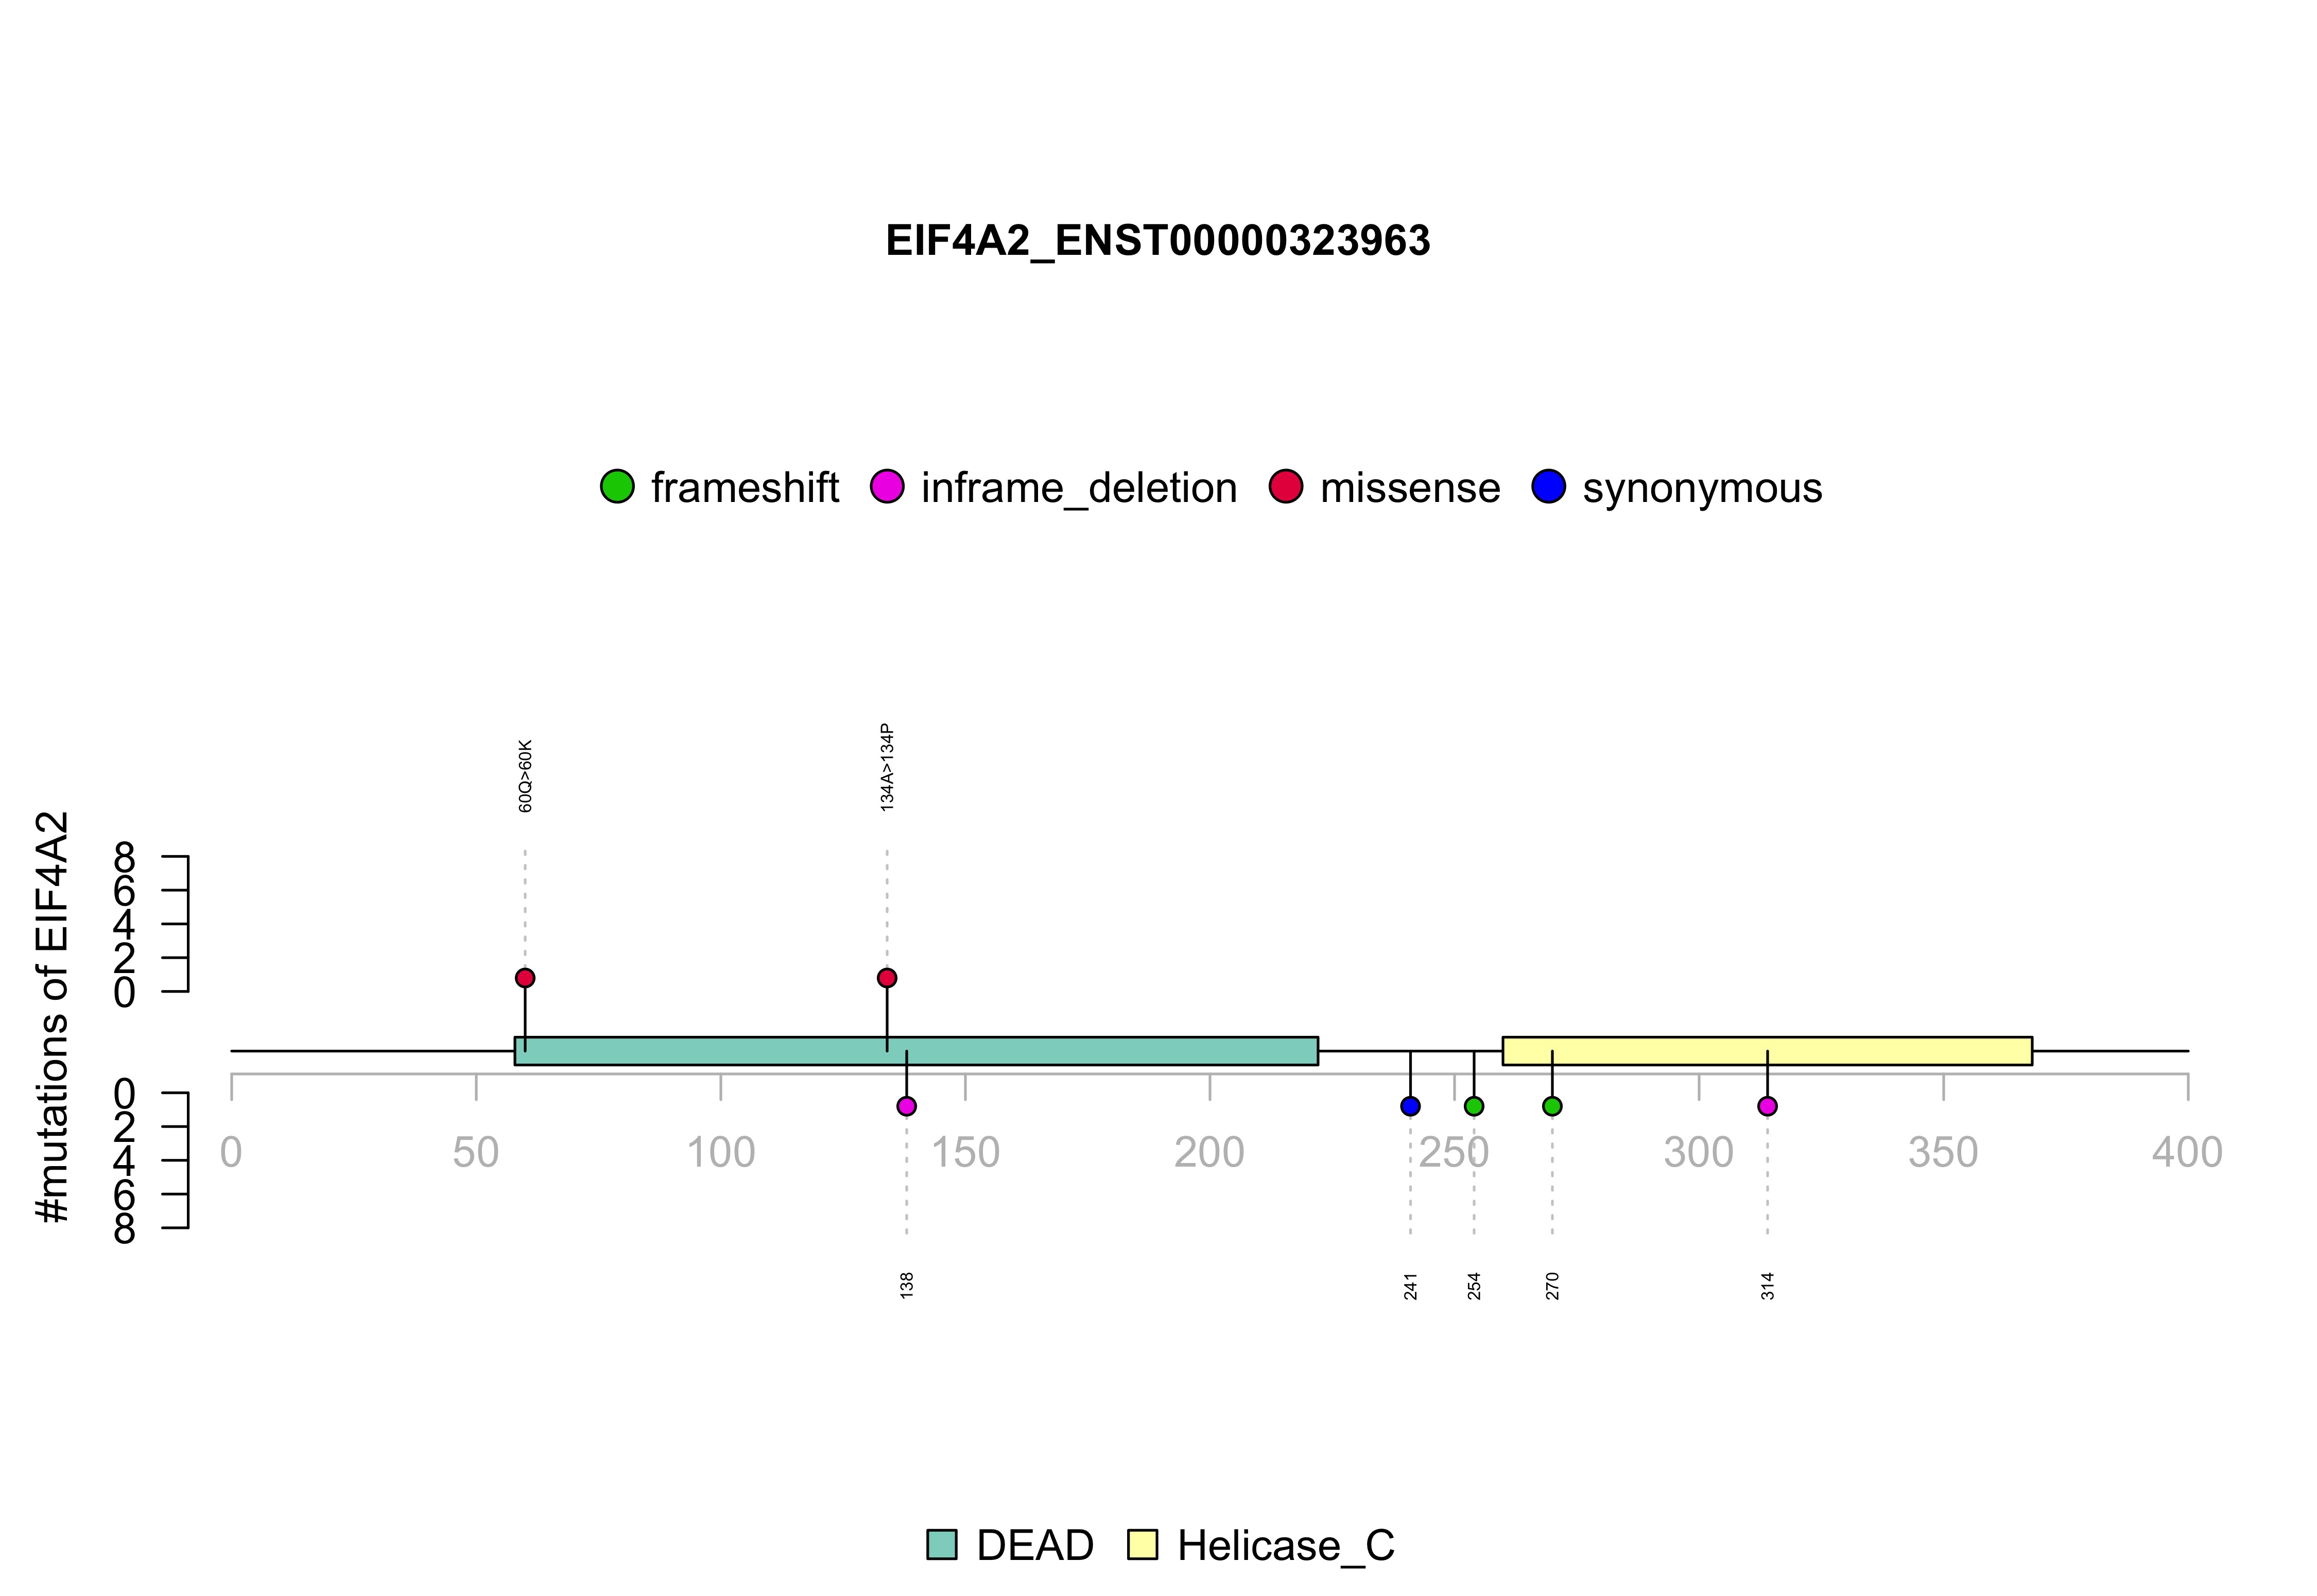 EIF4A2_ENST00000323963
frameshift inframe_deletion missense synonymous
60Q>60K 134A>134P
#mutations of EIF4A2
8
6
4
2
0
0
2
4
6
8
0 50 100 150 200 250 300 350 400
138 241 254 270 314
DEAD Helicase_C